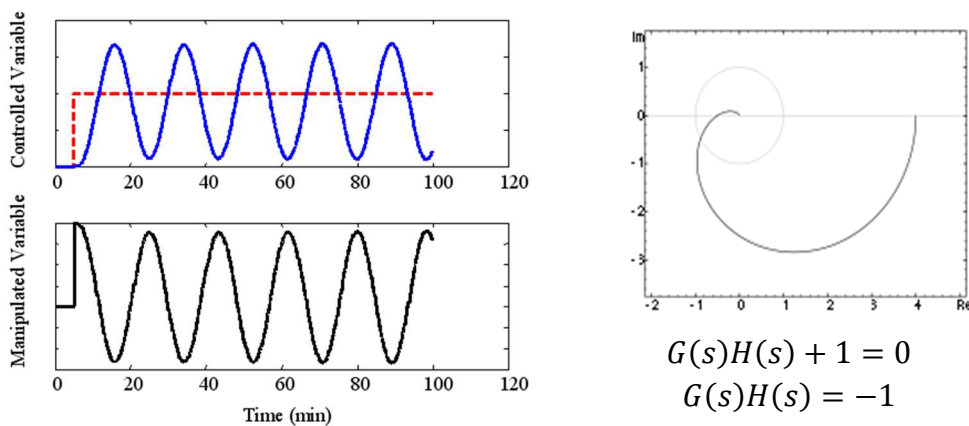 Controlled Variable
0 20 40 60 80 100 120
Manipulated Variable
0 20 40 60 80 100 120
Time (min)
Im
1
0
-1
-2
-3
-2 -1 0 1 2 3 4 Re
G(s)H(s) + 1 = 0
G(s)H(s) = −1